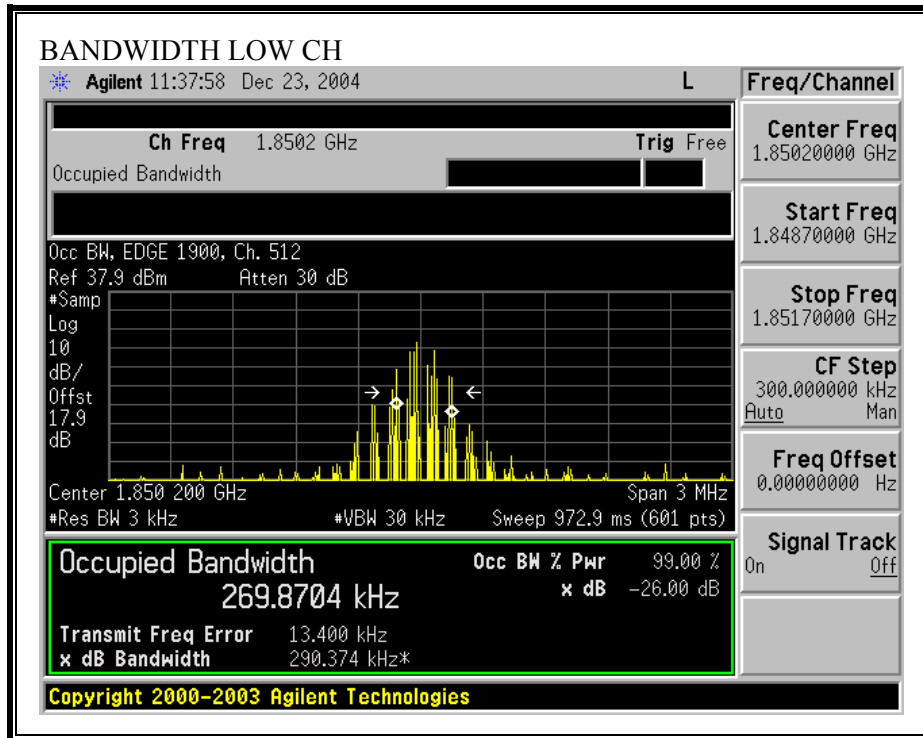 BANDWIDTH LOW CH
Agilent 11:37:58 Dec 23, 2004 L
Ch Freq 1.8502 GHz Trig Free
Occupied Bandwidth
Occ BW, EDGE 1900, Ch. 512
Ref 37.9 dBm Atten 30 dB
#Samp
Log
10
dB/
Offst
17.9
dB
Center 1.850 200 GHz Span 3 MHz
#Res BW 3 kHz #VBW 30 kHz Sweep 972.9 ms (601 pts)
Occupied Bandwidth Occ BW % Pwr 99.00 %
269.8704 kHz x dB -26.00 dB
Transmit Freq Error 13.400 kHz
x dB Bandwidth 290.374 kHz*
Copyright 2000-2003 Agilent Technologies
Freq/Channel
Center Freq
1.85020000 GHz
Start Freq
1.84870000 GHz
Stop Freq
1.85170000 GHz
CF Step
300.000000 kHz
Auto Man
Freq Offset
0.00000000 Hz
Signal Track
On Off